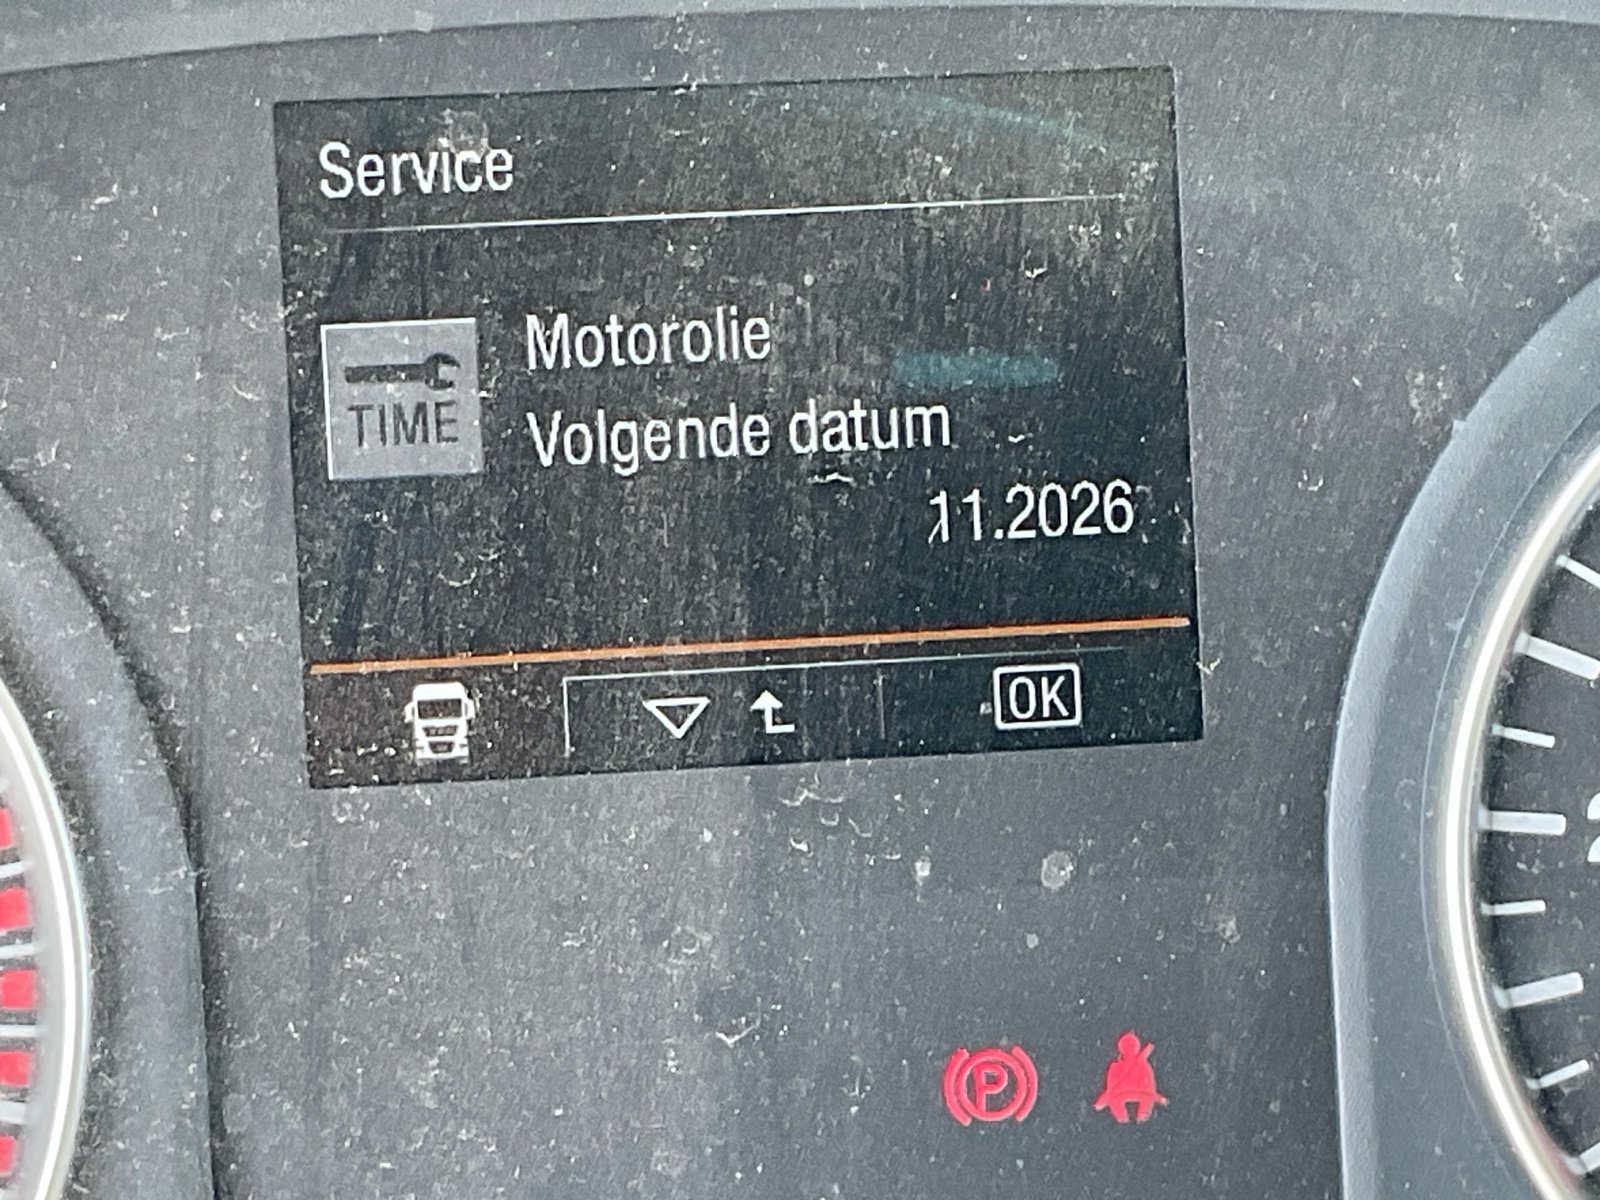 Service
TIME
Motorolie
Volgende datum
11.2026
OK
P